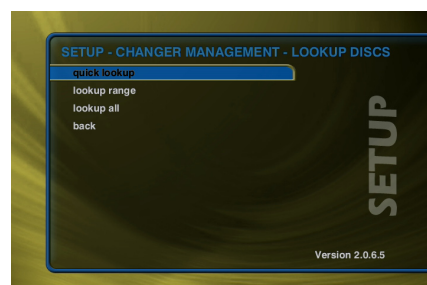 SETUP - CHANGER MANAGEMENT - LOOKUP DISCS
quick lookup
lookup range
lookup all
back
SETUP
Version 2.0.6.5